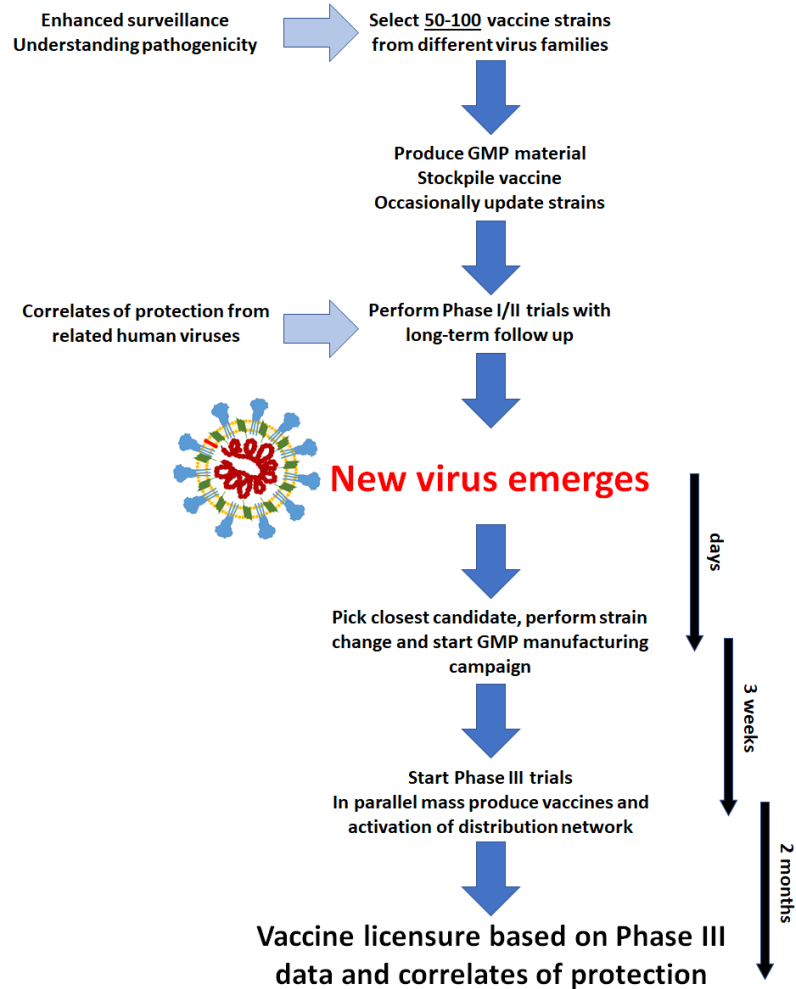 Enhanced surveillance
Understanding pathogenicity
Select 50-100 vaccine strains
from different virus families
Produce GMP material
Stockpile vaccine
Occasionally update strains
Correlates of protection from
related human viruses
Perform Phase I/II trials with
long-term follow up
New virus emerges
days
Pick closest candidate, perform strain
change and start GMP manufacturing
campaign
3 weeks
Start Phase III trials
In parallel mass produce vaccines and
activation of distribution network
2 months
Vaccine licensure based on Phase III
data and correlates of protection